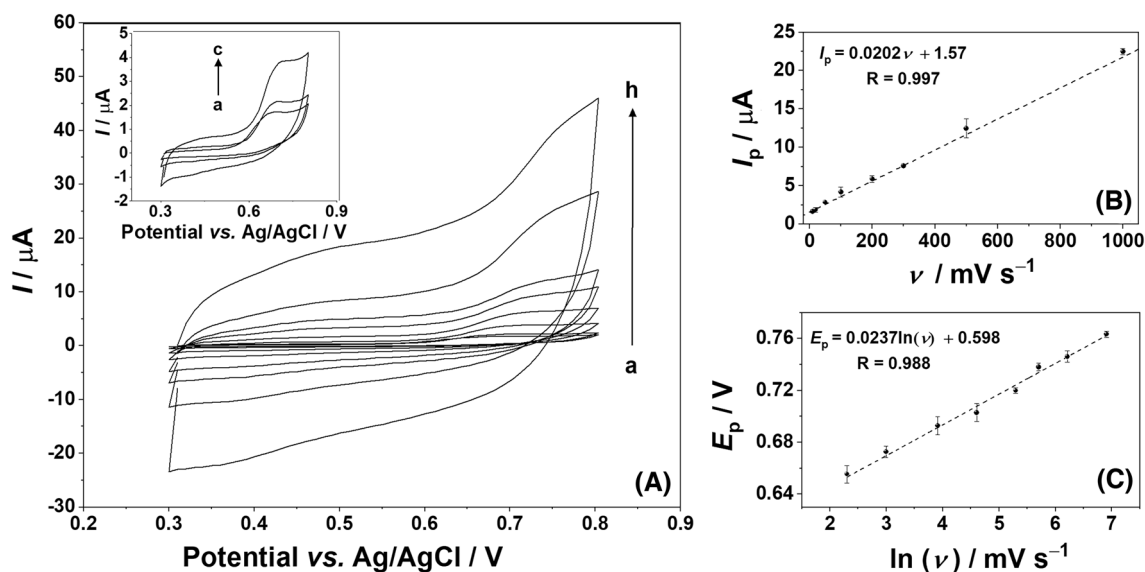 60
50
40
30
20
10
0
-10
-20
-30
I / μA
0.2 0.3 0.4 0.5 0.6 0.7 0.8 0.9
Potential vs. Ag/AgCl / V
h
a
(A)
5
4
3
2
1
0
-1
-2
I / μA
c
a
0.3 0.6 0.9
Potential vs. Ag/AgCl / V
25
20
15
10
5
0
Ip / μA
Ip = 0.0202 ν + 1.57
R = 0.997
(B)
0 200 400 600 800 1000
ν / mV s−1
0.76
0.72
0.68
0.64
Ep / V
Ep = 0.0237ln(ν) + 0.598
R = 0.988
(C)
2 3 4 5 6 7
ln (ν) / mV s−1